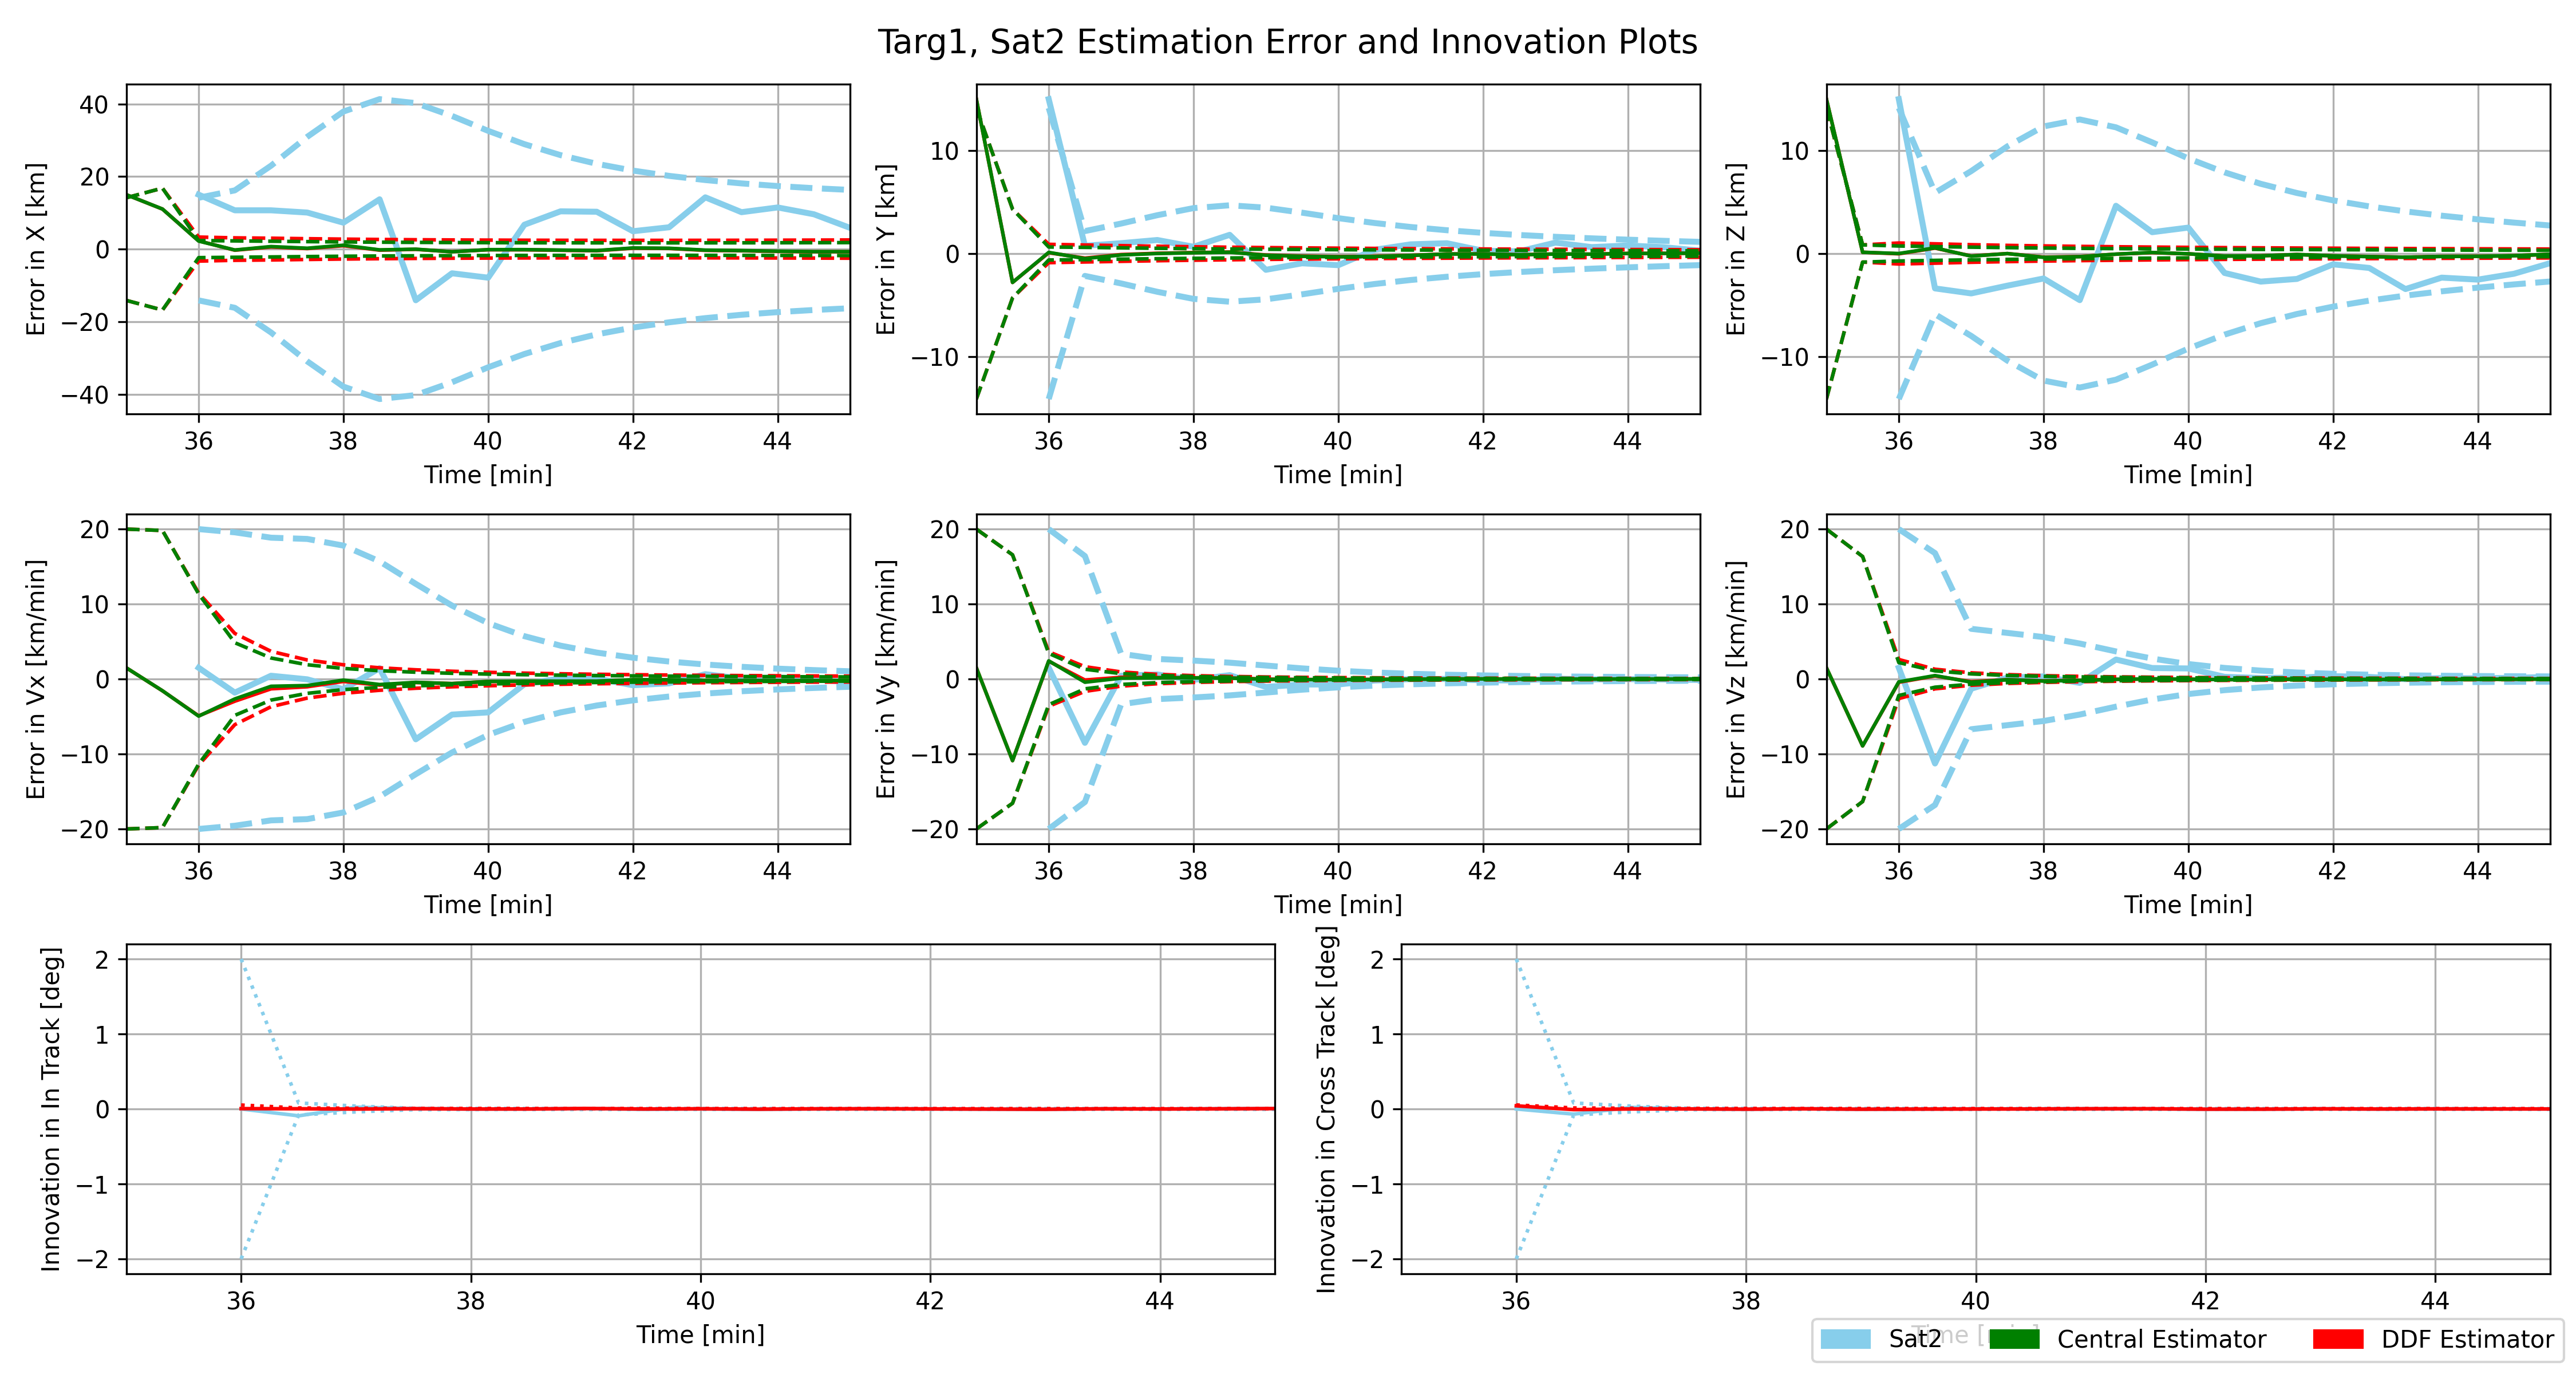 Targ1, Sat2 Estimation Error and Innovation Plots
Error in X [km]
40
20
0
−20
−40
36 38 40 42 44
Time [min]
Error in Y [km]
10
0
−10
36 38 40 42 44
Time [min]
Error in Z [km]
10
0
−10
36 38 40 42 44
Time [min]
Error in Vx [km/min]
20
10
0
−10
−20
36 38 40 42 44
Time [min]
Error in Vy [km/min]
20
10
0
−10
−20
36 38 40 42 44
Time [min]
Error in Vz [km/min]
20
10
0
−10
−20
36 38 40 42 44
Time [min]
Innovation in In Track [deg]
2
1
0
−1
−2
36 38 40 42 44
Time [min]
Innovation in Cross Track [deg]
2
1
0
−1
−2
36 38 40 42 44
Sat2 Central Estimator DDF Estimator